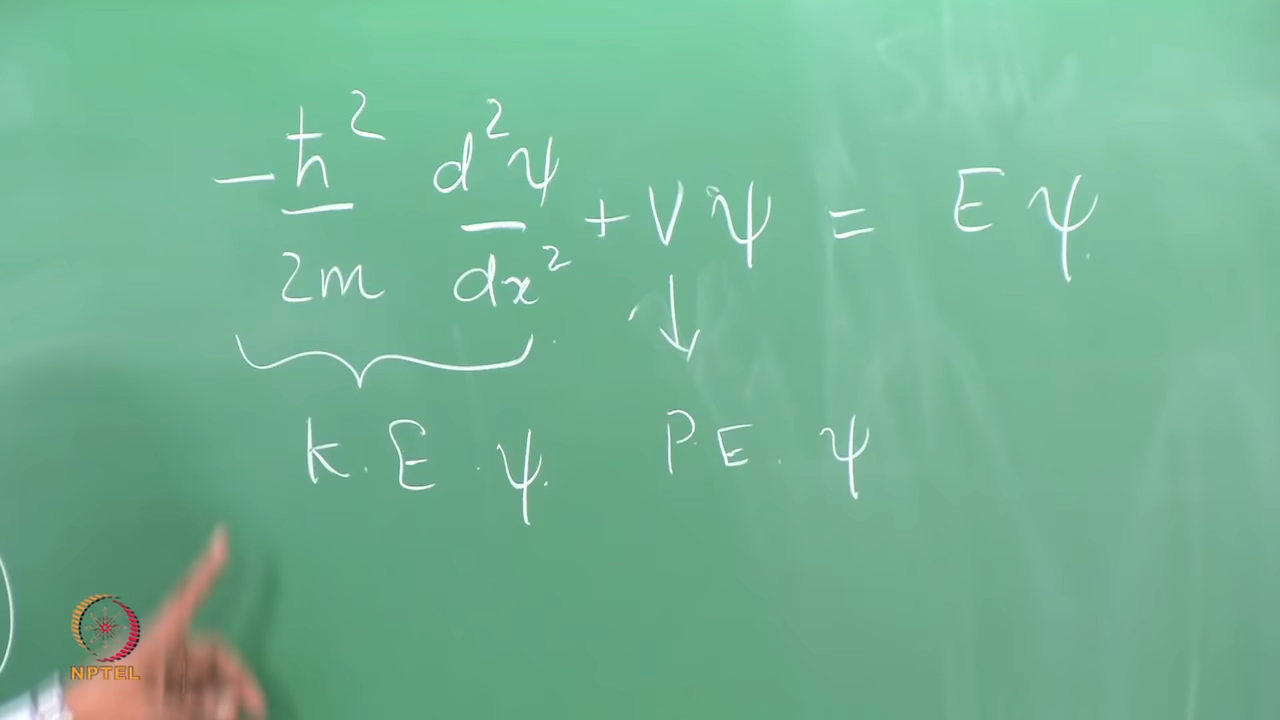 -ħ²/2m d²ψ/dx² + Vψ = Eψ
K.E.ψ P.E.ψ
NPTEL